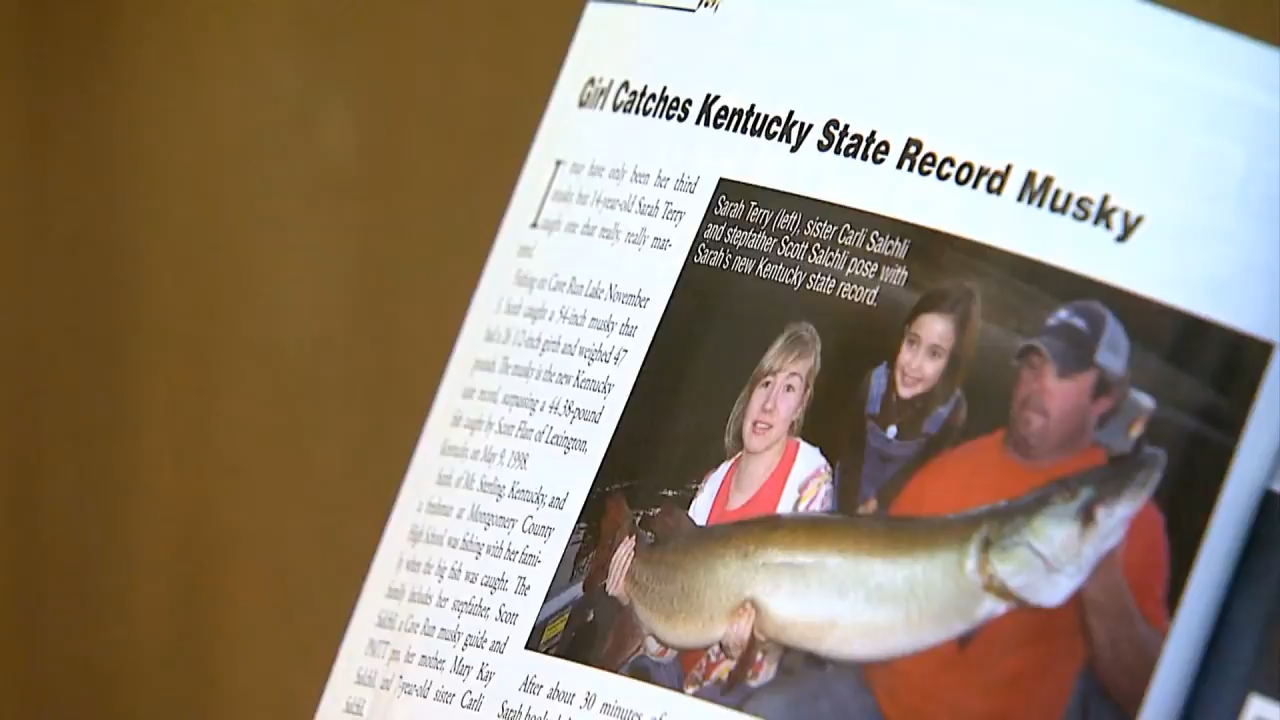 Girl Catches Kentucky State Record Musky
Sarah Terry (left), sister Carli Salchli
and stepfather Scott Salchli pose with
Sarah's new Kentucky state record.
I may have only been her third
musky but 14-year-old Sarah Terry
caught one that really, really mat-
tered.
Fishing on Cave Run Lake November
Sarah caught a 54-inch musky that
had a 26 1/2-inch girth and weighed 47
pounds. The musky is the new Kentucky
state record, surpassing a 44.38-pound
fish caught by Scott Flint of Lexington,
Kentucky, on May 9, 1998.
Sarah, of Mt. Sterling, Kentucky, and
a freshman at Montgomery County
High School was fishing with her fami-
ly when the big fish was caught. The
family includes her stepfather, Scott
Salchli, a Cave Run musky guide and
PMTT pro, her mother, Mary Kay
Salchli and 7-year-old sister Carli
Salchli.
After about 30 minutes of
Sarah